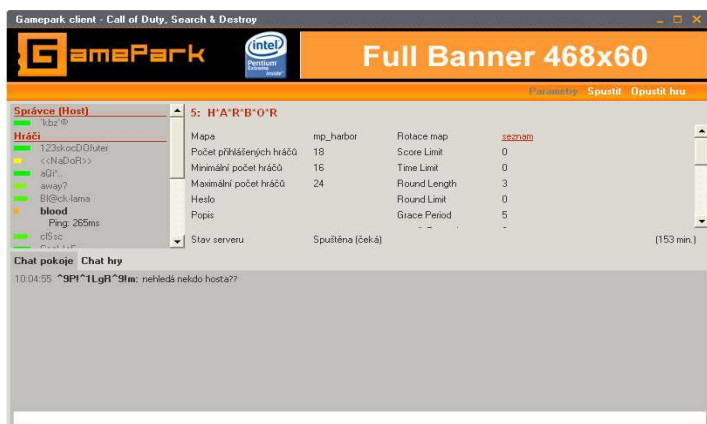 Gamepark client - Call of Duty, Search & Destroy
GamePark
intel
Pentium
inside
Full Banner 468x60
Parametry Spustit Opustit hru
Správce (Host)
'kbz'®
Hráči
123skocDOfuter
<<NaDoR>>
aGi*..
away?
Bl@ck-lama
blood
Ping: 265ms
clSsc
5: H*A*R*B*O*R
Mapa mp_harbor Rotace map seznam
Počet přihlášených hráčů 18 Score Limit 0
Minimální počet hráčů 16 Time Limit 0
Maximální počet hráčů 24 Round Length 3
Heslo Round Limit 0
Popis Grace Period 5
Stav serveru Spuštěna (čeká) (153 min.)
Chat pokoje Chat hry
10:04:55 ^9P!^1LgR^9!m: nehledá nekdo hosta??